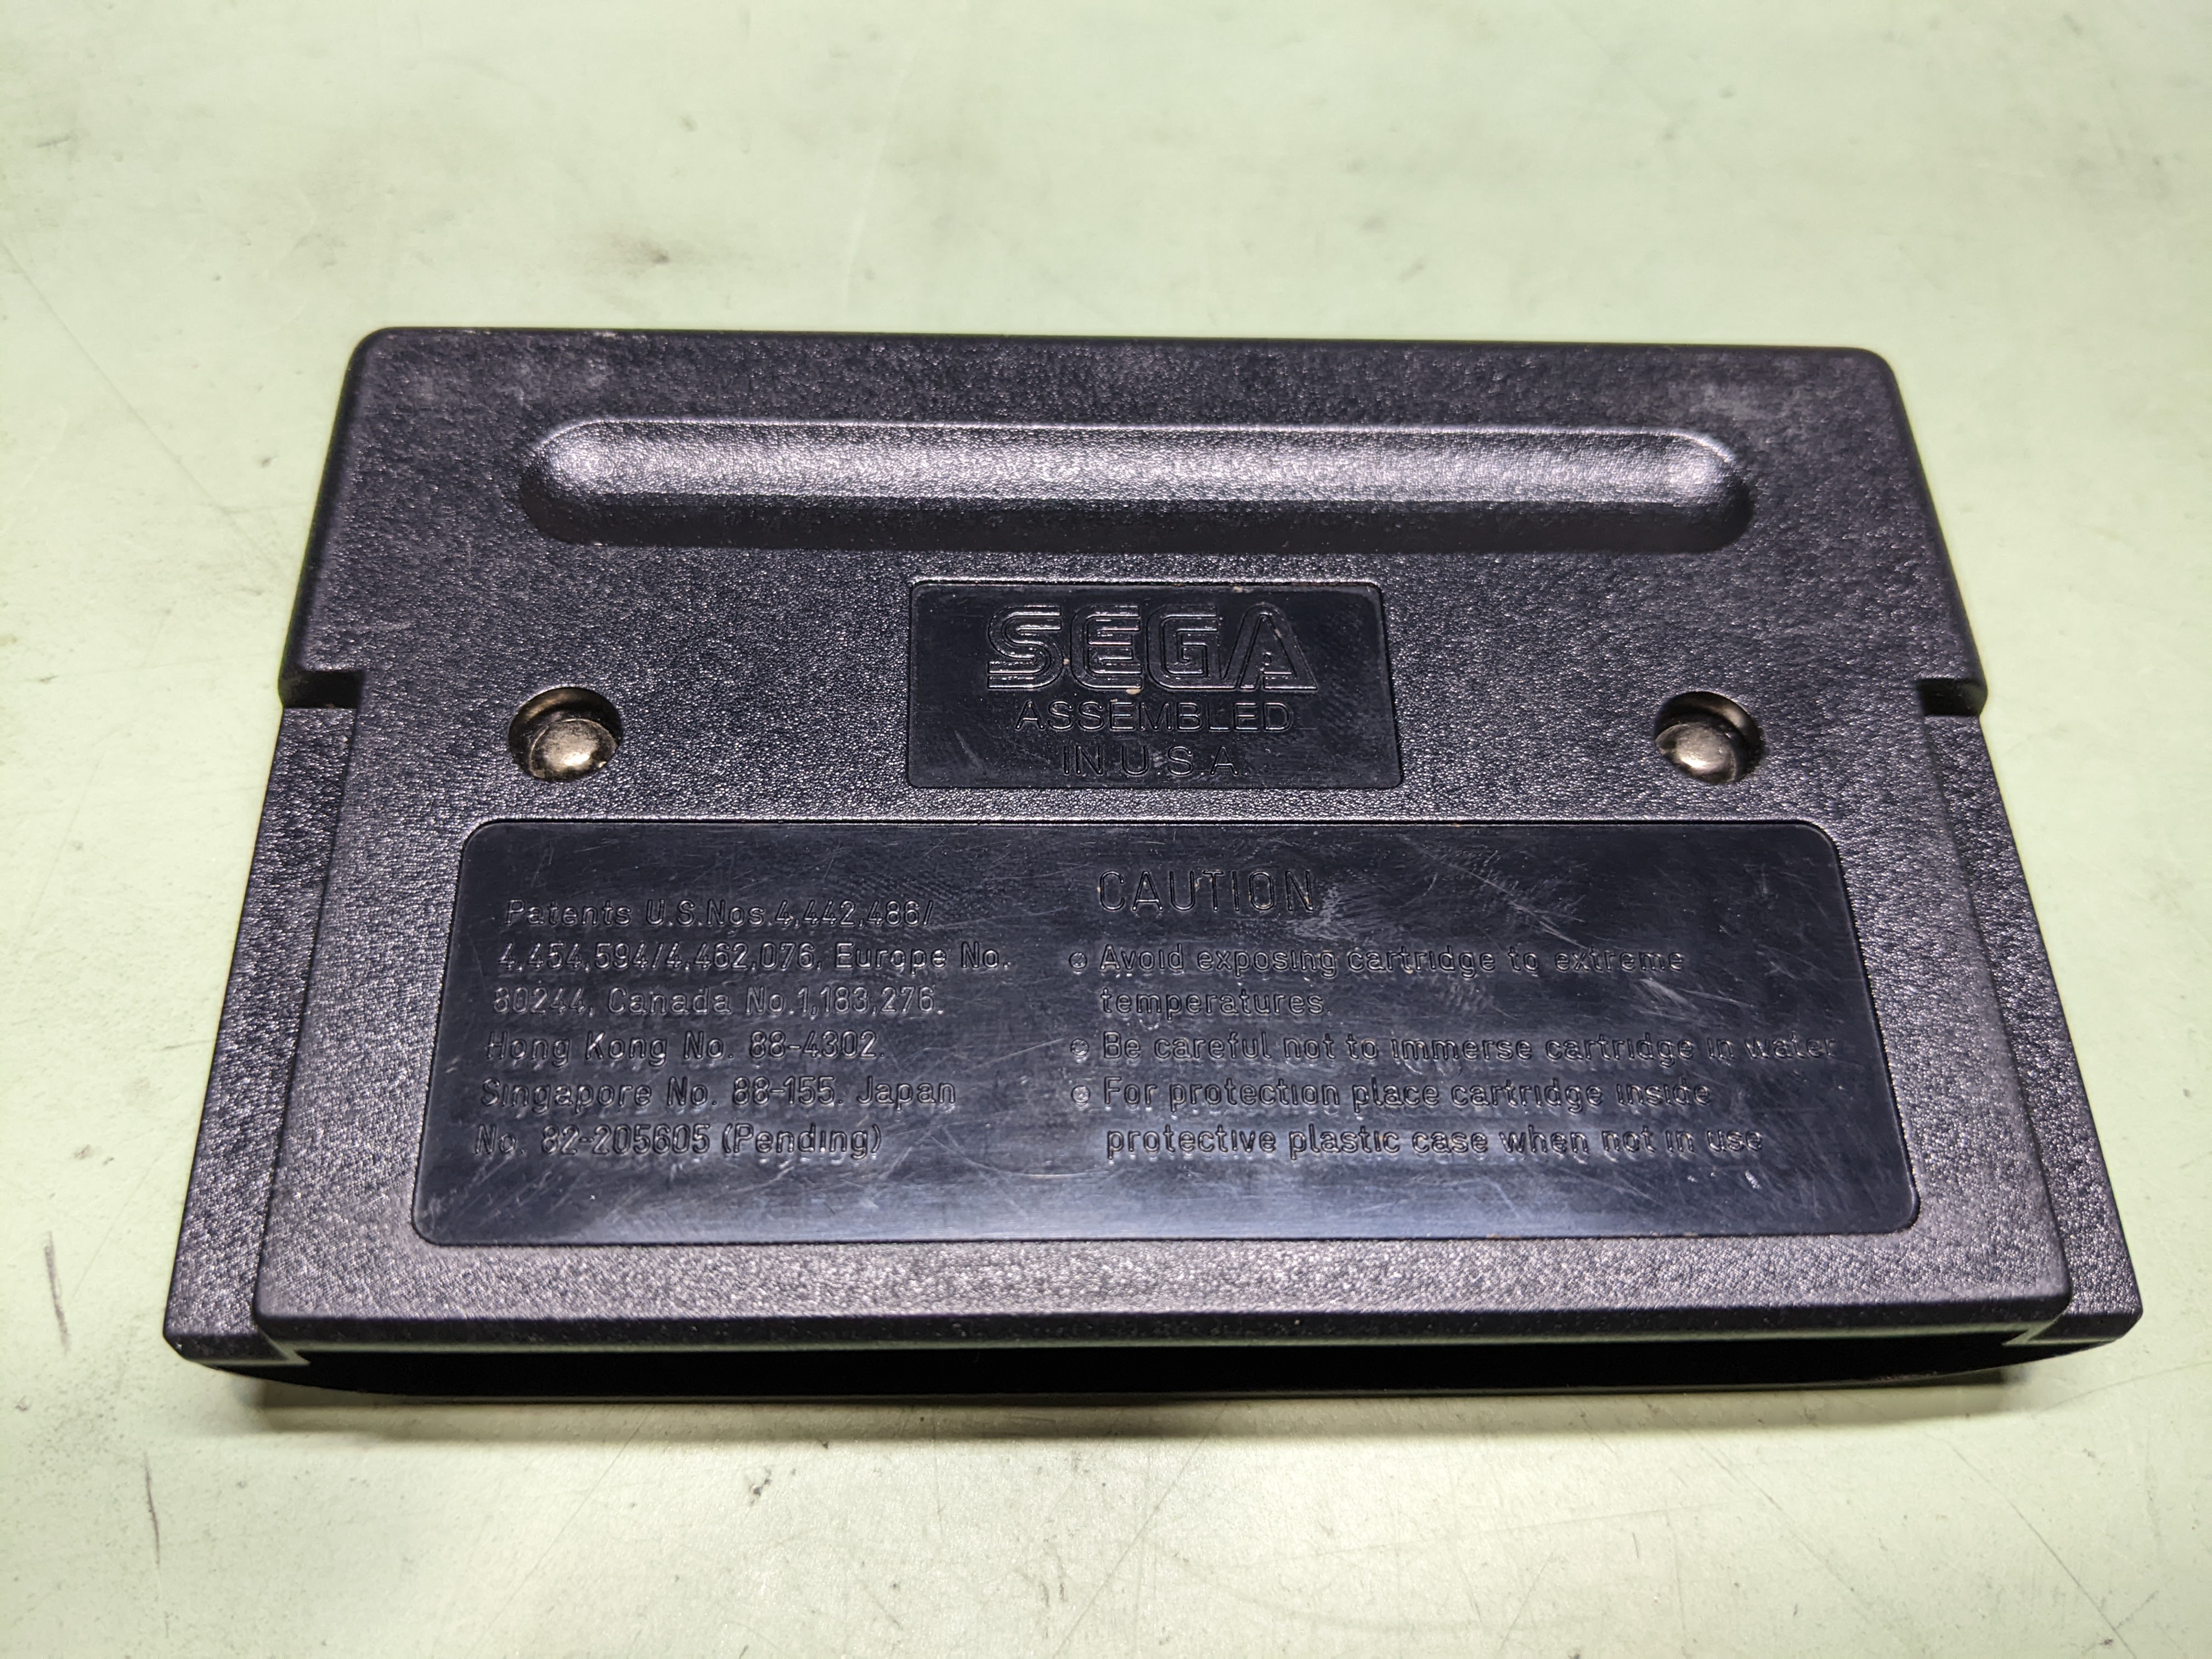 SEGA
ASSEMBLED
IN U.S.A.
Patents U.S.Nos.4,442,486/
4,454,594/4,462,076, Europe No.
80244, Canada No.1,183,276.
Hong Kong No. 88-4302.
Singapore No. 88-155. Japan
No. 82-205605 (Pending)
CAUTION
Avoid exposing cartridge to extreme
temperatures.
Be careful not to immerse cartridge in water
For protection place cartridge inside
protective plastic case when not in use